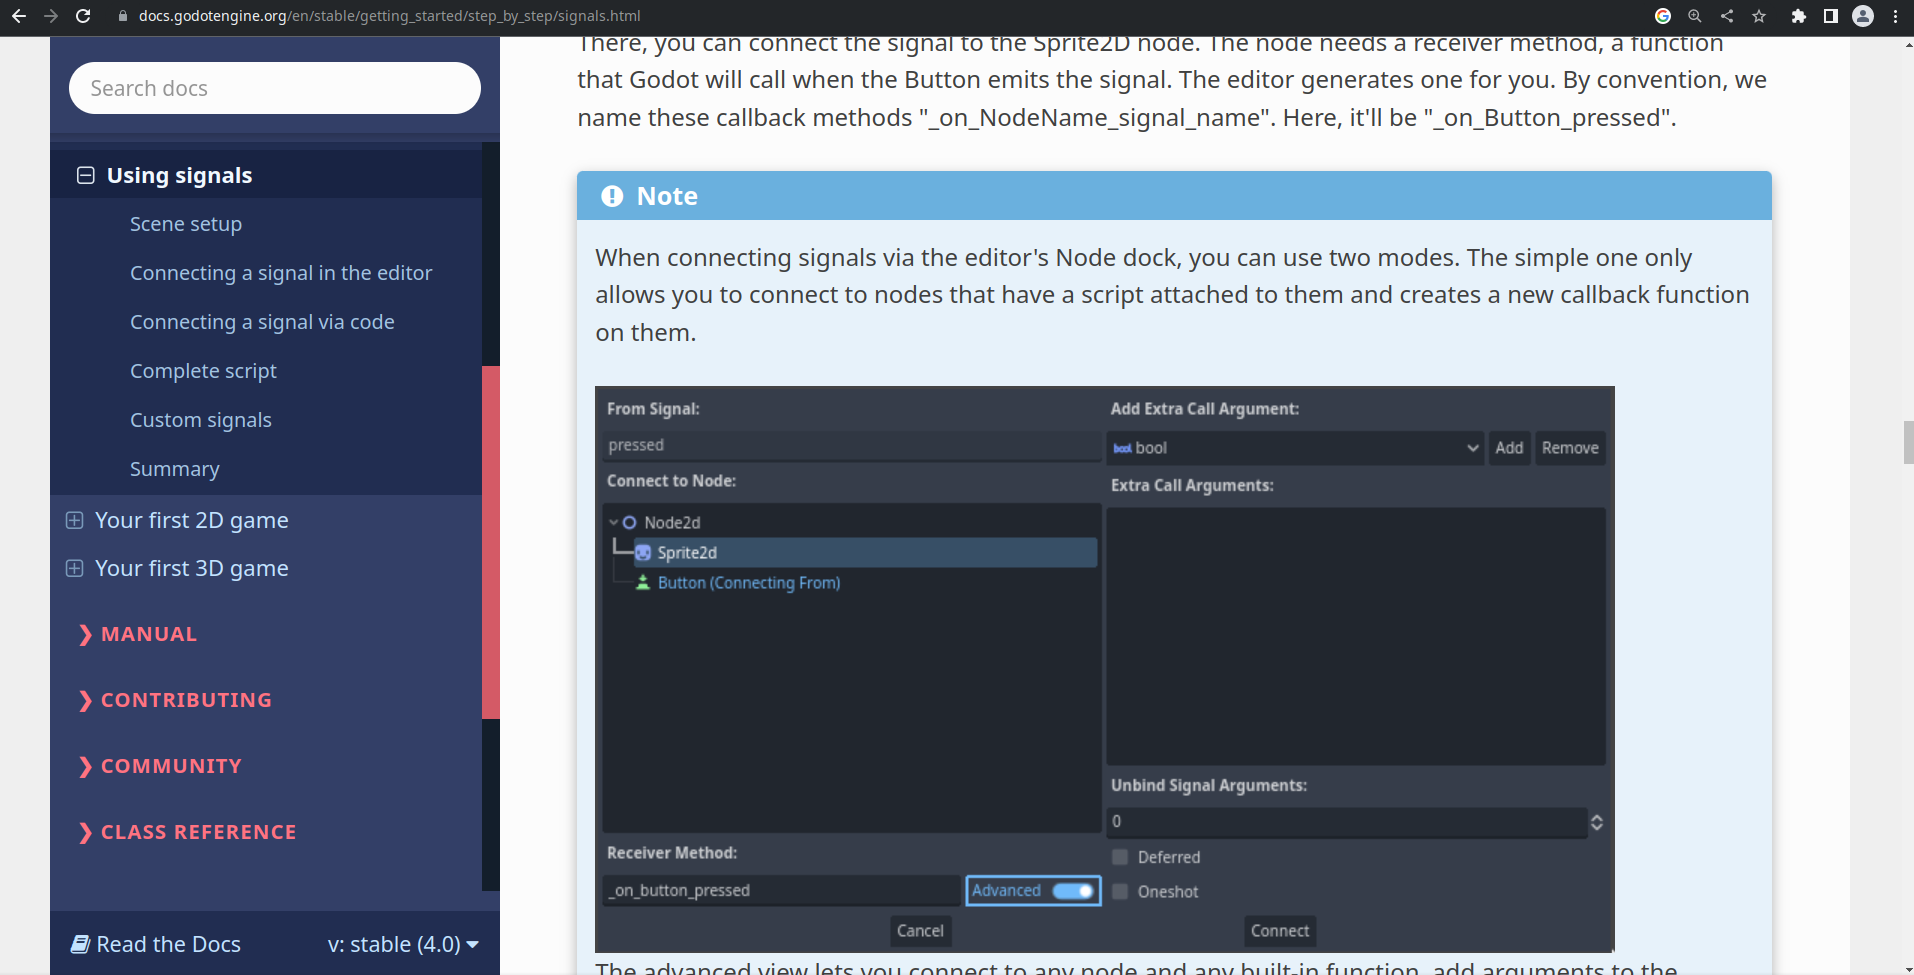 docs.godotengine.org/en/stable/getting_started/step_by_step/signals.html
Search docs
Using signals
Scene setup
Connecting a signal in the editor
Connecting a signal via code
Complete script
Custom signals
Summary
Your first 2D game
Your first 3D game
MANUAL
CONTRIBUTING
COMMUNITY
CLASS REFERENCE
Read the Docs
v: stable (4.0)
There, you can connect the signal to the Sprite2D node. The node needs a receiver method, a function
that Godot will call when the Button emits the signal. The editor generates one for you. By convention, we
name these callback methods "_on_NodeName_signal_name". Here, it'll be "_on_Button_pressed".
Note
When connecting signals via the editor's Node dock, you can use two modes. The simple one only
allows you to connect to nodes that have a script attached to them and creates a new callback function
on them.
From Signal:
pressed
Connect to Node:
Node2d
Sprite2d
Button (Connecting From)
Receiver Method:
_on_button_pressed
Advanced
Cancel
Add Extra Call Argument:
bool bool
Add
Remove
Extra Call Arguments:
Unbind Signal Arguments:
0
Deferred
Oneshot
Connect
The advanced view lets you connect to any node and any built-in function, add arguments to the